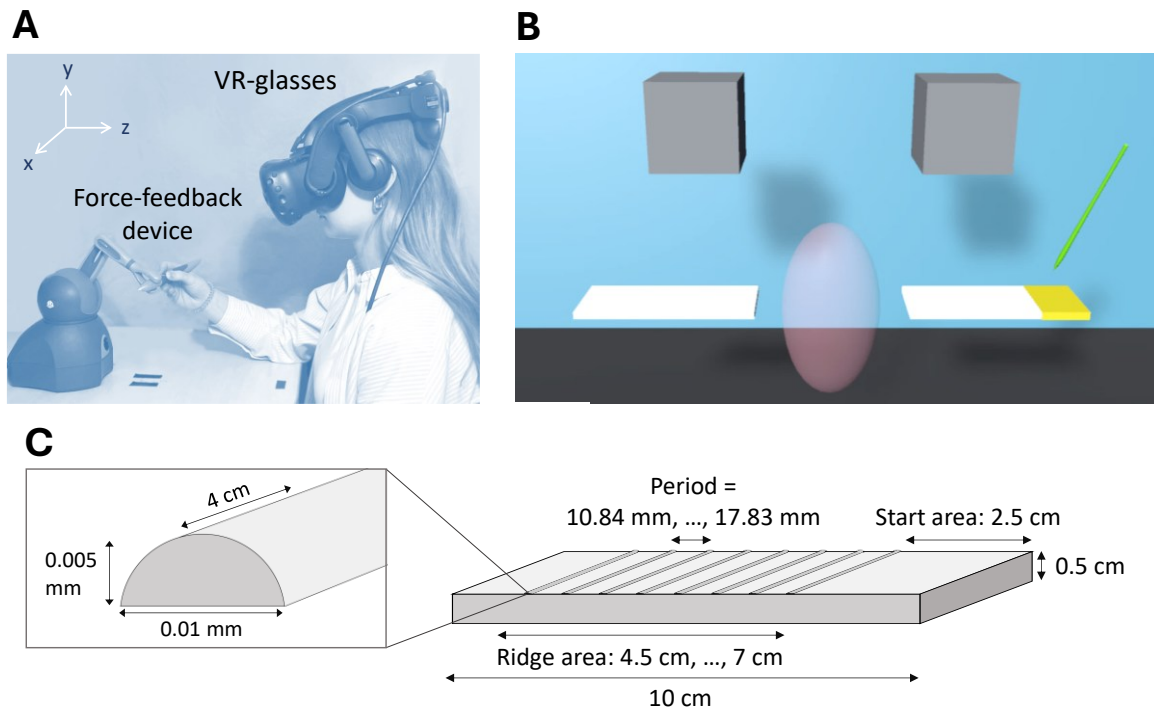 A
B
y
z
x
VR-glasses
Force-feedback
device
C
4 cm
0.005
mm
0.01 mm
Period =
10.84 mm, ..., 17.83 mm
Start area: 2.5 cm
0.5 cm
Ridge area: 4.5 cm, ..., 7 cm
10 cm